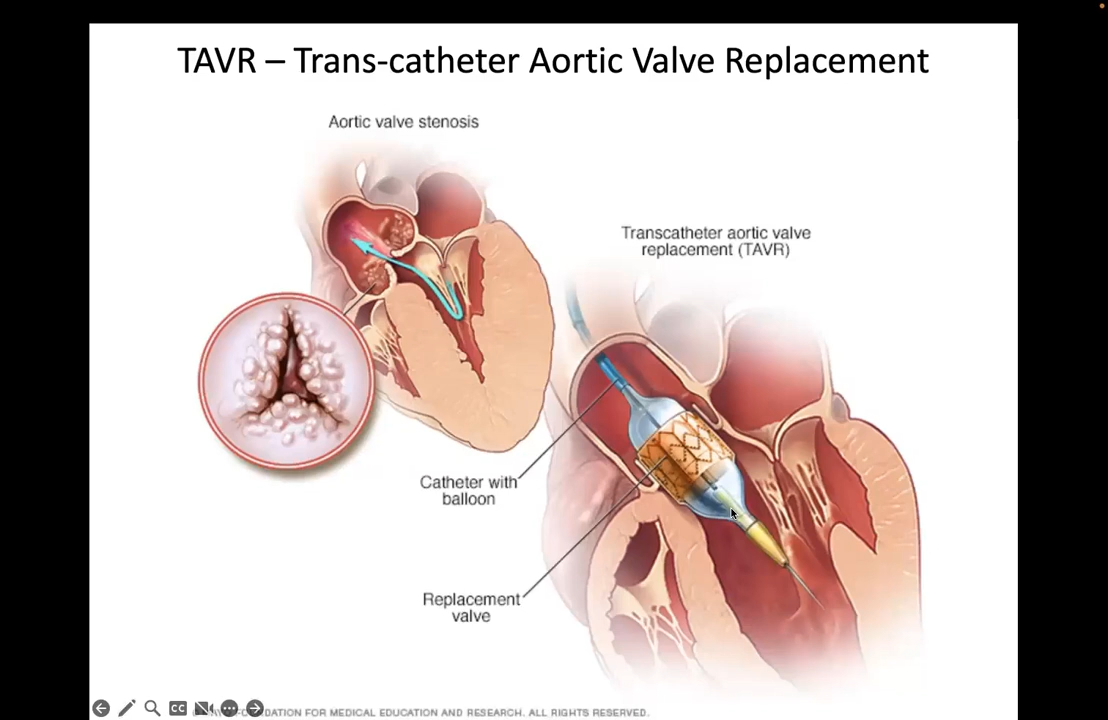 TAVR – Trans-catheter Aortic Valve Replacement
Aortic valve stenosis
Transcatheter aortic valve
replacement (TAVR)
Catheter with
balloon
Replacement
valve
CC
FOR MEDICAL EDUCATION AND RESEARCH. ALL RIGHTS RESERVED.